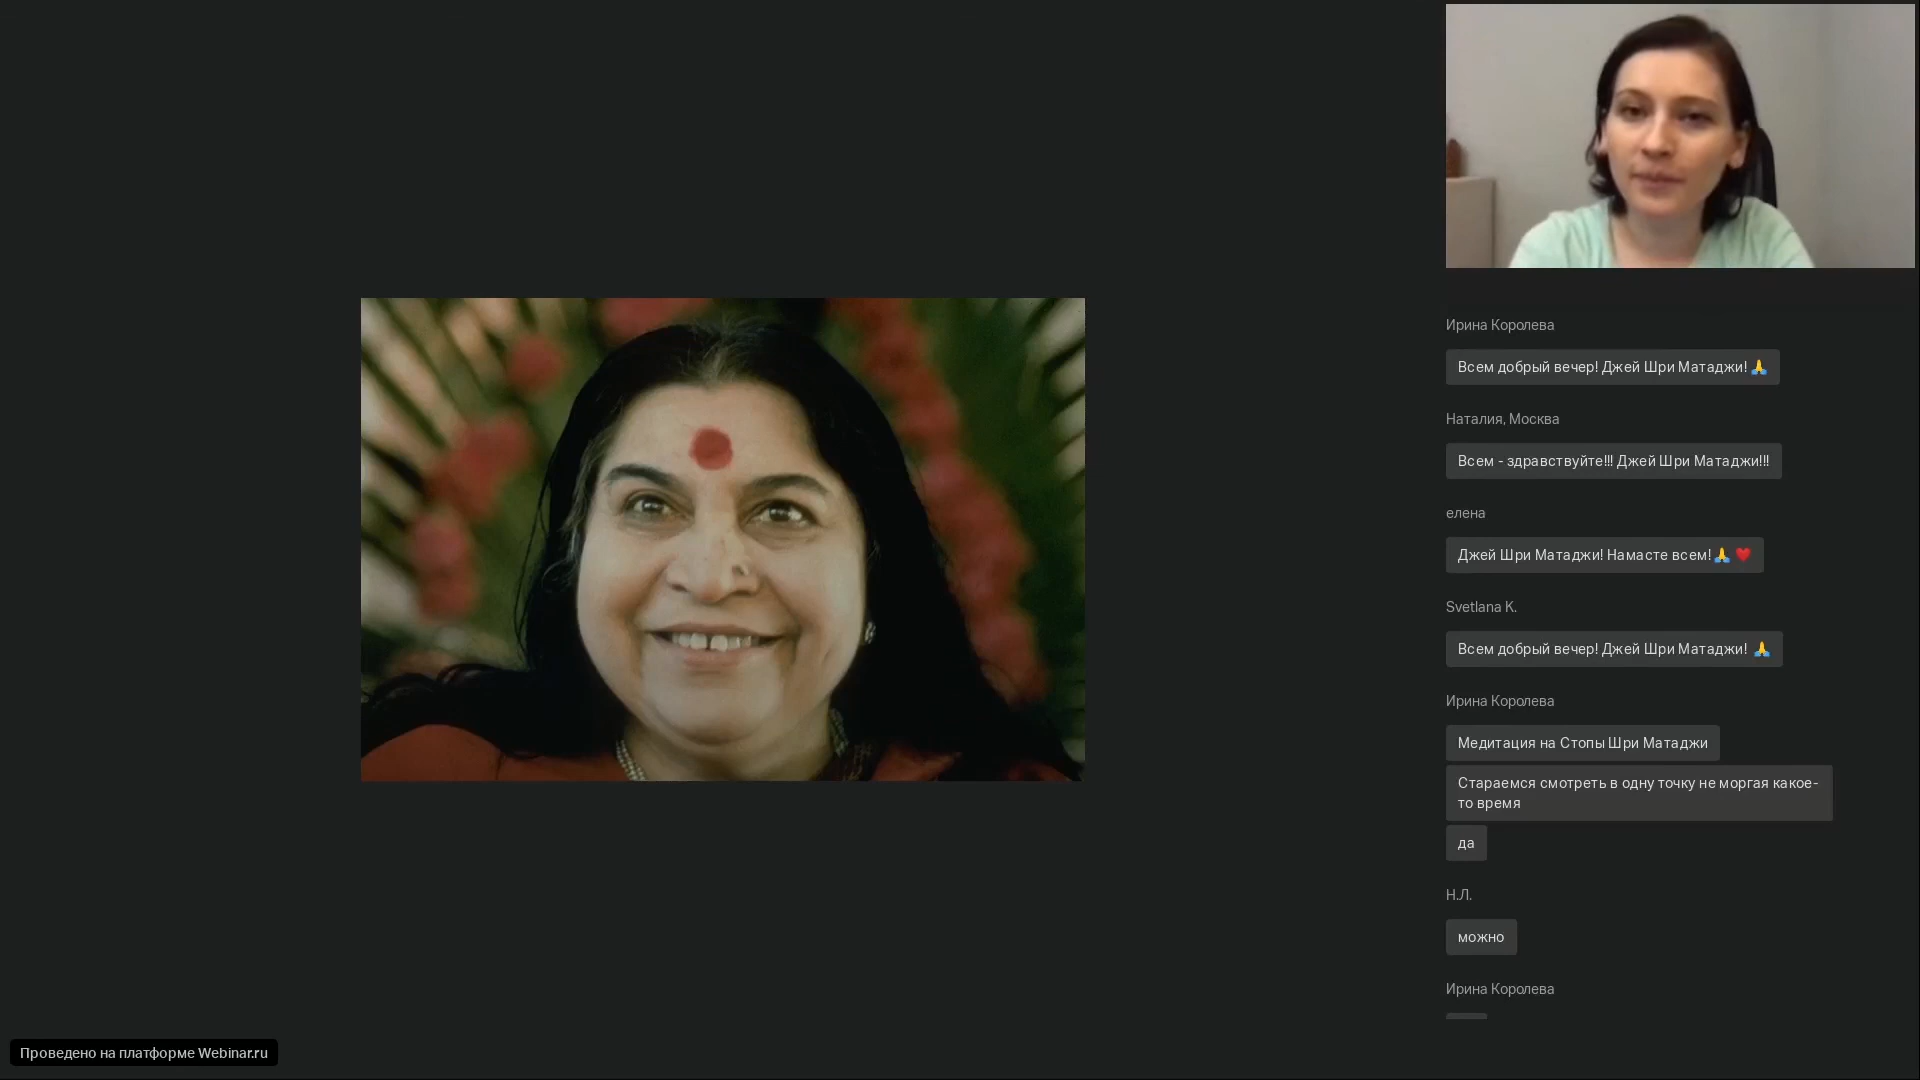 Ирина Королева
Всем добрый вечер! Джей Шри Матаджи! 🙏
Наталия, Москва
Всем - здравствуйте!!! Джей Шри Матаджи!!!
елена
Джей Шри Матаджи! Намасте всем!🙏 ❤️
Svetlana K.
Всем добрый вечер! Джей Шри Матаджи! 🙏
Ирина Королева
Медитация на Стопы Шри Матаджи
Стараемся смотреть в одну точку не моргая какое-
то время
да
Н.Л.
можно
Ирина Королева
Проведено на платформе Webinar.ru